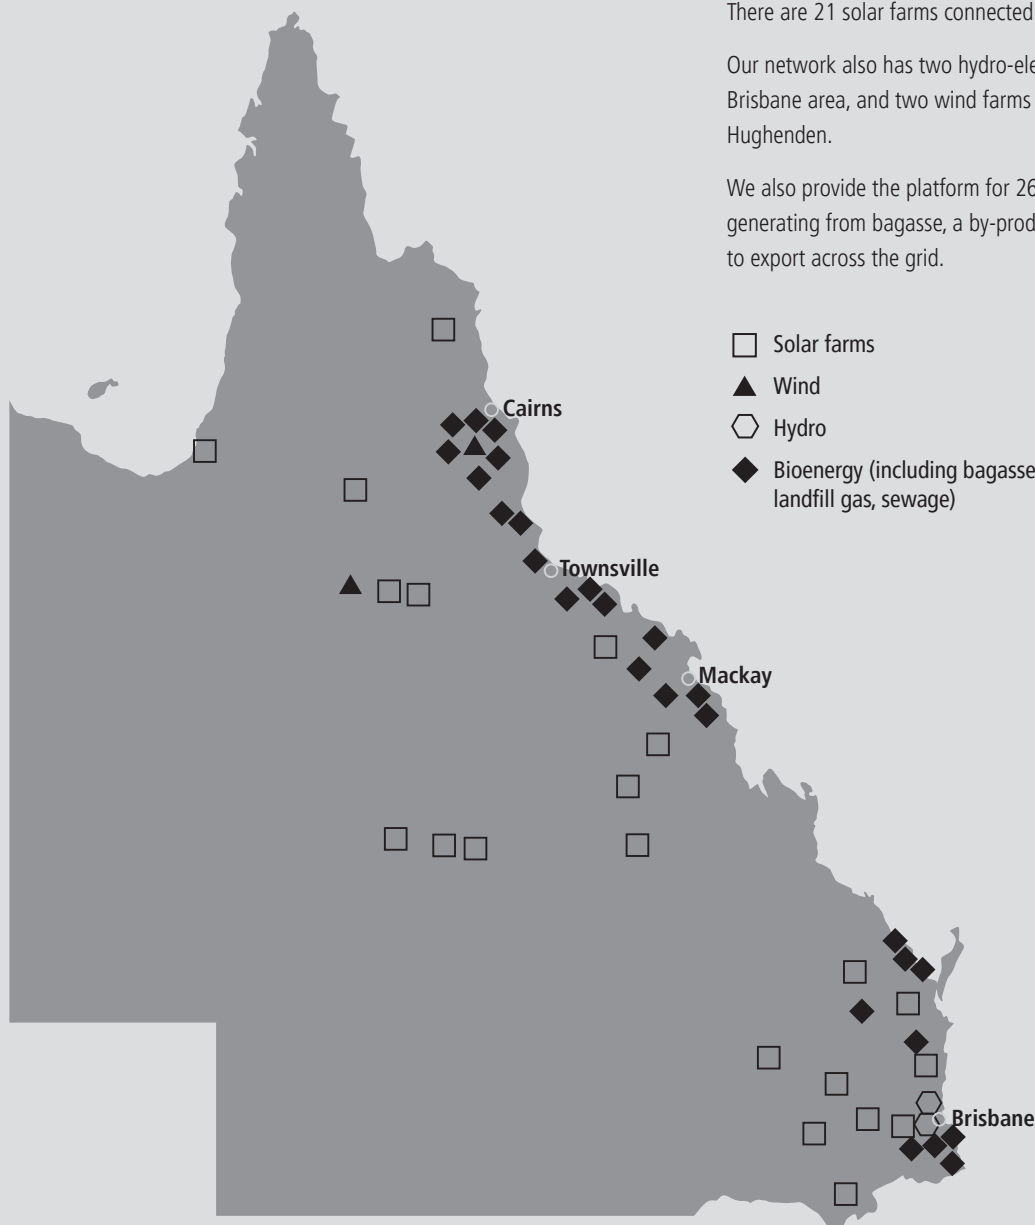 There are 21 solar farms connected
Our network also has two hydro-ele
Brisbane area, and two wind farms
Hughenden.
We also provide the platform for 26
generating from bagasse, a by-prod
to export across the grid.
Solar farms
Wind
Hydro
Bioenergy (including bagasse
landfill gas, sewage)
Cairns
Townsville
Mackay
Brisbane